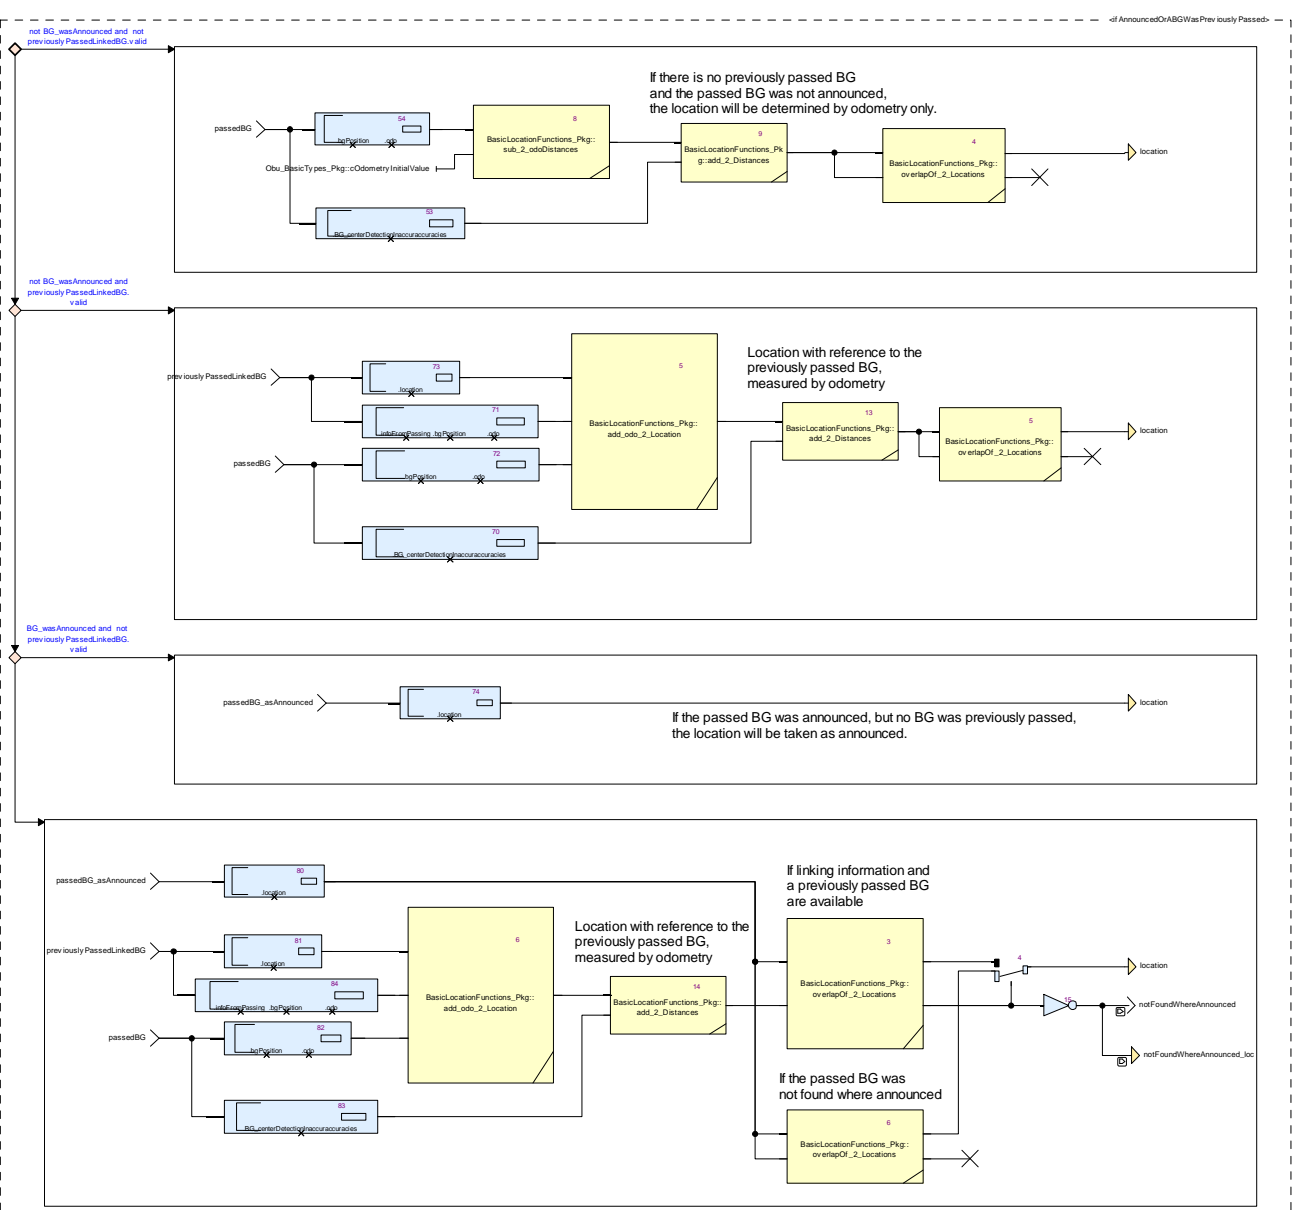 <if AnnouncedOrABGWasPreviouslyPassed>
not BG_wasAnnounced and not
previouslyPassedLinkedBG.valid
If there is no previously passed BG
and the passed BG was not announced,
the location will be determined by odometry only.
passedBG
54
.bgPosition .odo
8
BasicLocationFunctions_Pkg::
sub_2_odoDistances
Obu_BasicTypes_Pkg::cOdometryInitialValue
9
BasicLocationFunctions_Pk
g::add_2_Distances
4
BasicLocationFunctions_Pkg::
overlapOf_2_Locations
location
53
.BG_centerDetectionInaccuraccuracies
not BG_wasAnnounced and
previouslyPassedLinkedBG.
valid
Location with reference to the
previously passed BG,
measured by odometry
previouslyPassedLinkedBG
73
.location
71
.infoFromPassing .bgPosition .odo
passedBG
72
.bgPosition .odo
70
.BG_centerDetectionInaccuraccuracies
5
BasicLocationFunctions_Pkg::
add_odo_2_Location
13
BasicLocationFunctions_Pkg::
add_2_Distances
5
BasicLocationFunctions_Pkg::
overlapOf_2_Locations
location
BG_wasAnnounced and not
previouslyPassedLinkedBG.
valid
passedBG_asAnnounced
74
.location
location
If the passed BG was announced, but no BG was previously passed,
the location will be taken as announced.
passedBG_asAnnounced
80
.location
If linking information and
a previously passed BG
are available
previouslyPassedLinkedBG
81
.location
84
.infoFromPassing .bgPosition .odo
passedBG
82
.bgPosition .odo
83
.BG_centerDetectionInaccuraccuracies
6
BasicLocationFunctions_Pkg::
add_odo_2_Location
Location with reference to the
previously passed BG,
measured by odometry
14
BasicLocationFunctions_Pkg::
add_2_Distances
3
BasicLocationFunctions_Pkg::
overlapOf_2_Locations
4
location
15
D
notFoundWhereAnnounced
D
notFoundWhereAnnounced_loc
If the passed BG was
not found where announced
6
BasicLocationFunctions_Pkg::
overlapOf_2_Locations